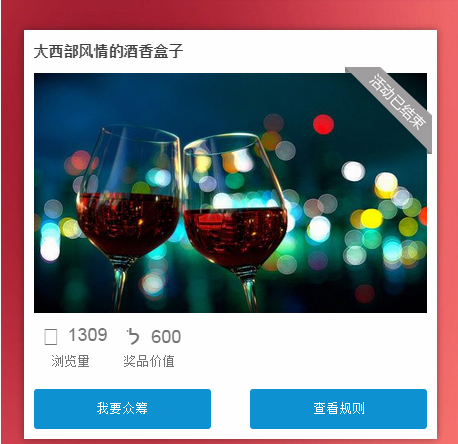 大西部风情的酒香盒子
活动已结束
1309 600
浏览量 奖品价值
我要众筹 查看规则